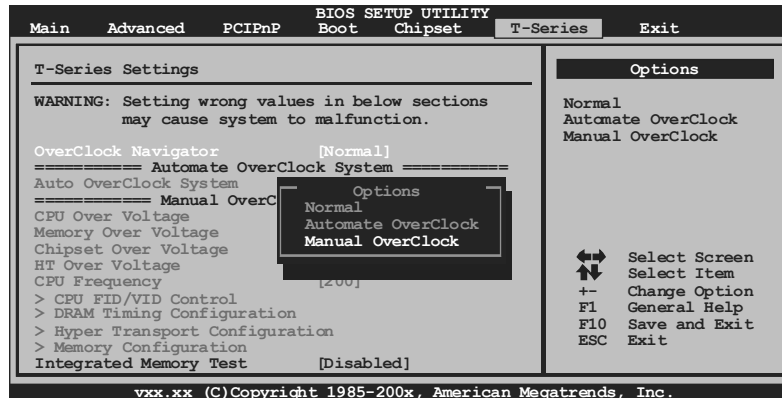 BIOS SETUP UTILITY
Main Advanced PCIPnP Boot Chipset T-Series Exit
T-Series Settings
WARNING: Setting wrong values in below sections
may cause system to malfunction.
OverClock Navigator [Normal]
=========== Automate OverClock System ===========
Auto OverClock System
============ Manual OverC
CPU Over Voltage
Memory Over Voltage
Chipset Over Voltage
HT Over Voltage
CPU Frequency [200]
> CPU FID/VID Control
> DRAM Timing Configuration
> Hyper Transport Configuration
> Memory Configuration
Integrated Memory Test [Disabled]
Options
Normal
Automate OverClock
Manual OverClock
Options
Normal
Automate OverClock
Manual OverClock
Select Screen
Select Item
+- Change Option
F1 General Help
F10 Save and Exit
ESC Exit
vxx.xx (C)Copyright 1985-200x, American Megatrends, Inc.